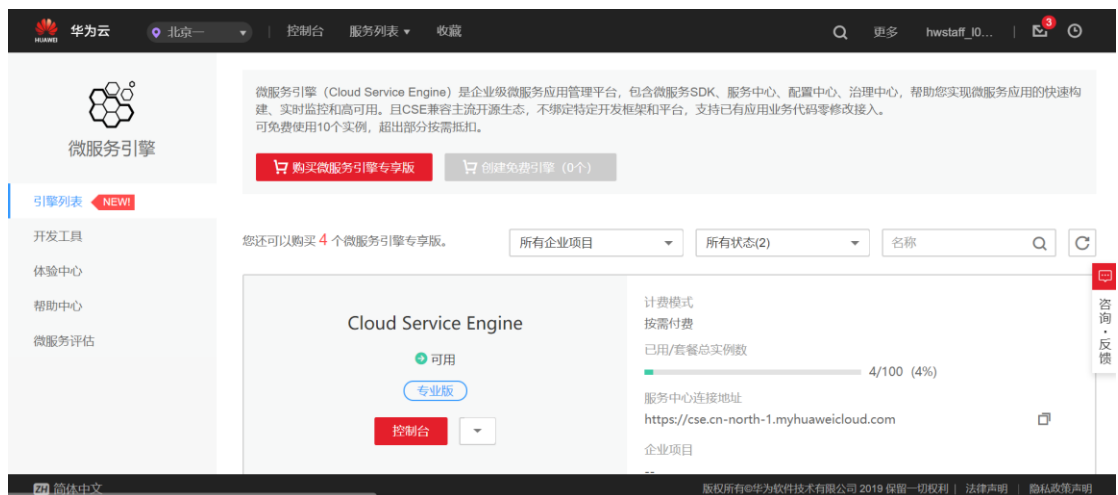 HUAWEI
华为云
北京一
控制台
服务列表
收藏
更多
hwstaff_l0...
3
微服务引擎
引擎列表
NEW!
开发工具
体验中心
帮助中心
微服务评估
微服务引擎（Cloud Service Engine）是企业级微服务应用管理平台，包含微服务SDK、服务中心、配置中心、治理中心，帮助您实现微服务应用的快速构
建、实时监控和高可用。且CSE兼容主流开源生态，不绑定特定开发框架和平台，支持已有应用业务代码零修改接入。
可免费使用10个实例，超出部分按需抵扣。
购买微服务引擎专享版
创建免费引擎（0个）
您还可以购买 4 个微服务引擎专享版。
所有企业项目
所有状态(2)
名称
Cloud Service Engine
可用
专业版
控制台
计费模式
按需付费
已用/套餐总实例数
4/100 (4%)
服务中心连接地址
https://cse.cn-north-1.myhuaweicloud.com
企业项目
--
咨询·反馈
ZH 简体中文
版权所有©华为软件技术有限公司 2019 保留一切权利 | 法律声明 | 隐私政策声明